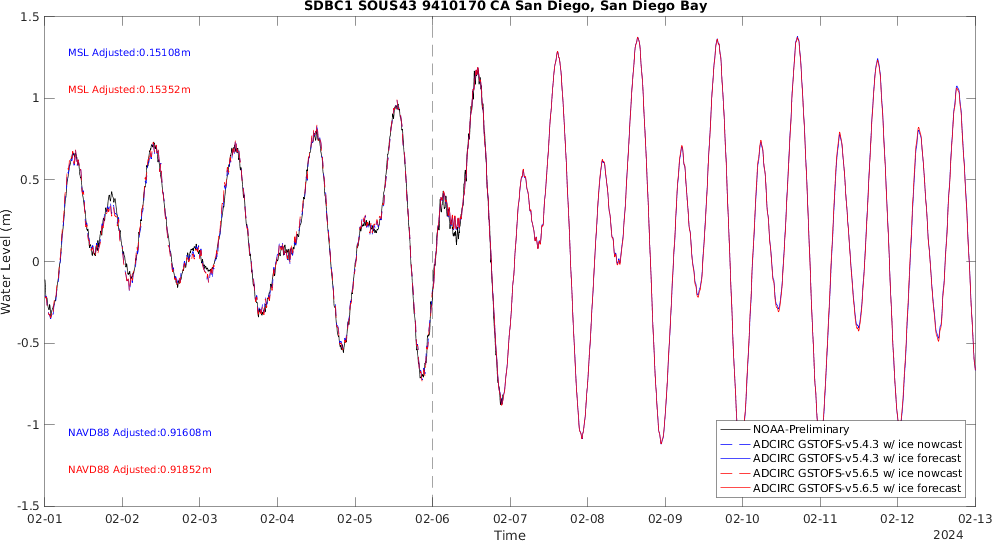 SDBC1 SOUS43 9410170 CA San Diego, San Diego Bay
1.5
1
0.5
0
-0.5
-1
-1.5
Water Level (m)
MSL Adjusted:0.15108m
MSL Adjusted:0.15352m
NAVD88 Adjusted:0.91608m
NAVD88 Adjusted:0.91852m
NOAA-Preliminary
ADCIRC GSTOFS-v5.4.3 w/ ice nowcast
ADCIRC GSTOFS-v5.4.3 w/ ice forecast
ADCIRC GSTOFS-v5.6.5 w/ ice nowcast
ADCIRC GSTOFS-v5.6.5 w/ ice forecast
02-01 02-02 02-03 02-04 02-05 02-06 02-07 02-08 02-09 02-10 02-11 02-12 02-13
Time
2024